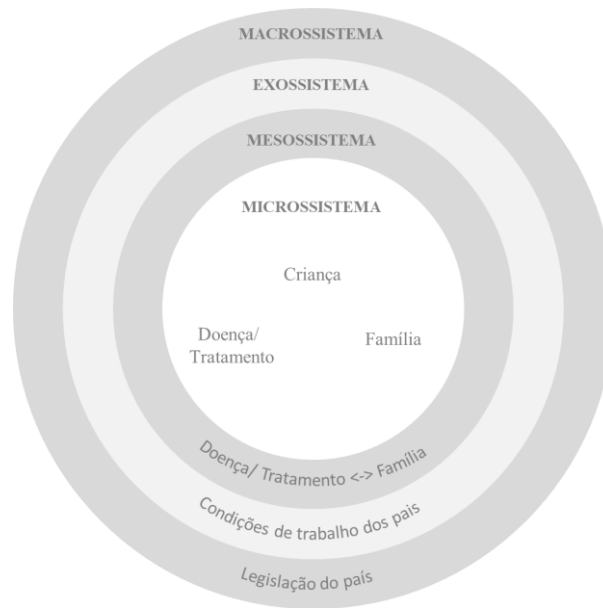 MACROSSISTEMA
EXOSSISTEMA
MESOSSISTEMA
MICROSSISTEMA
Criança
Doença/
Tratamento
Família
Doença/ Tratamento <-> Família
Condições de trabalho dos pais
Legislação do país